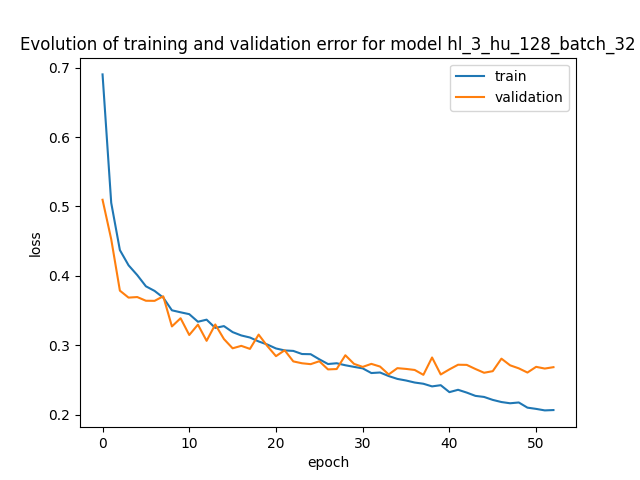 Evolution of training and validation error for model hl_3_hu_128_batch_32
train
validation
0.7
0.6
0.5
0.4
0.3
0.2
loss
0
10
20
30
40
50
epoch